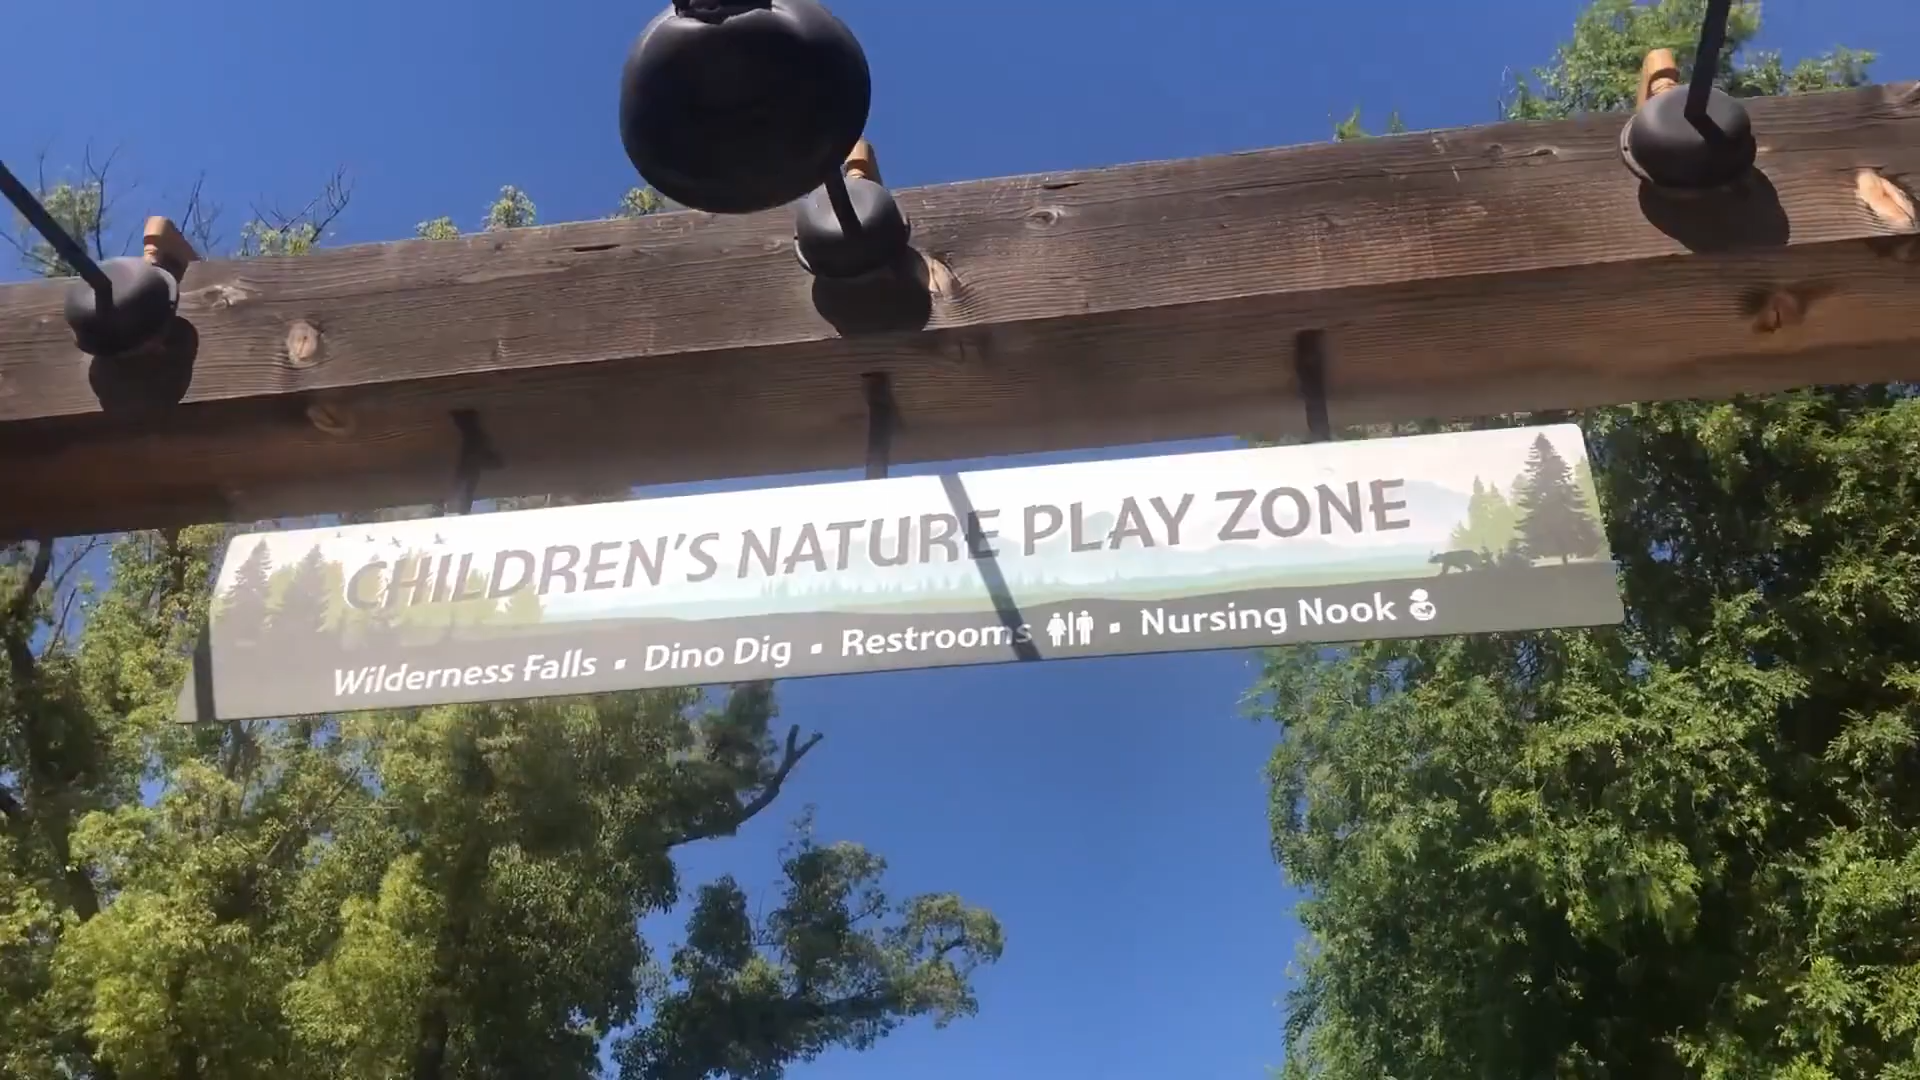 CHILDREN'S NATURE PLAY ZONE
Wilderness Falls ▪ Dino Dig ▪ Restrooms ▪ Nursing Nook